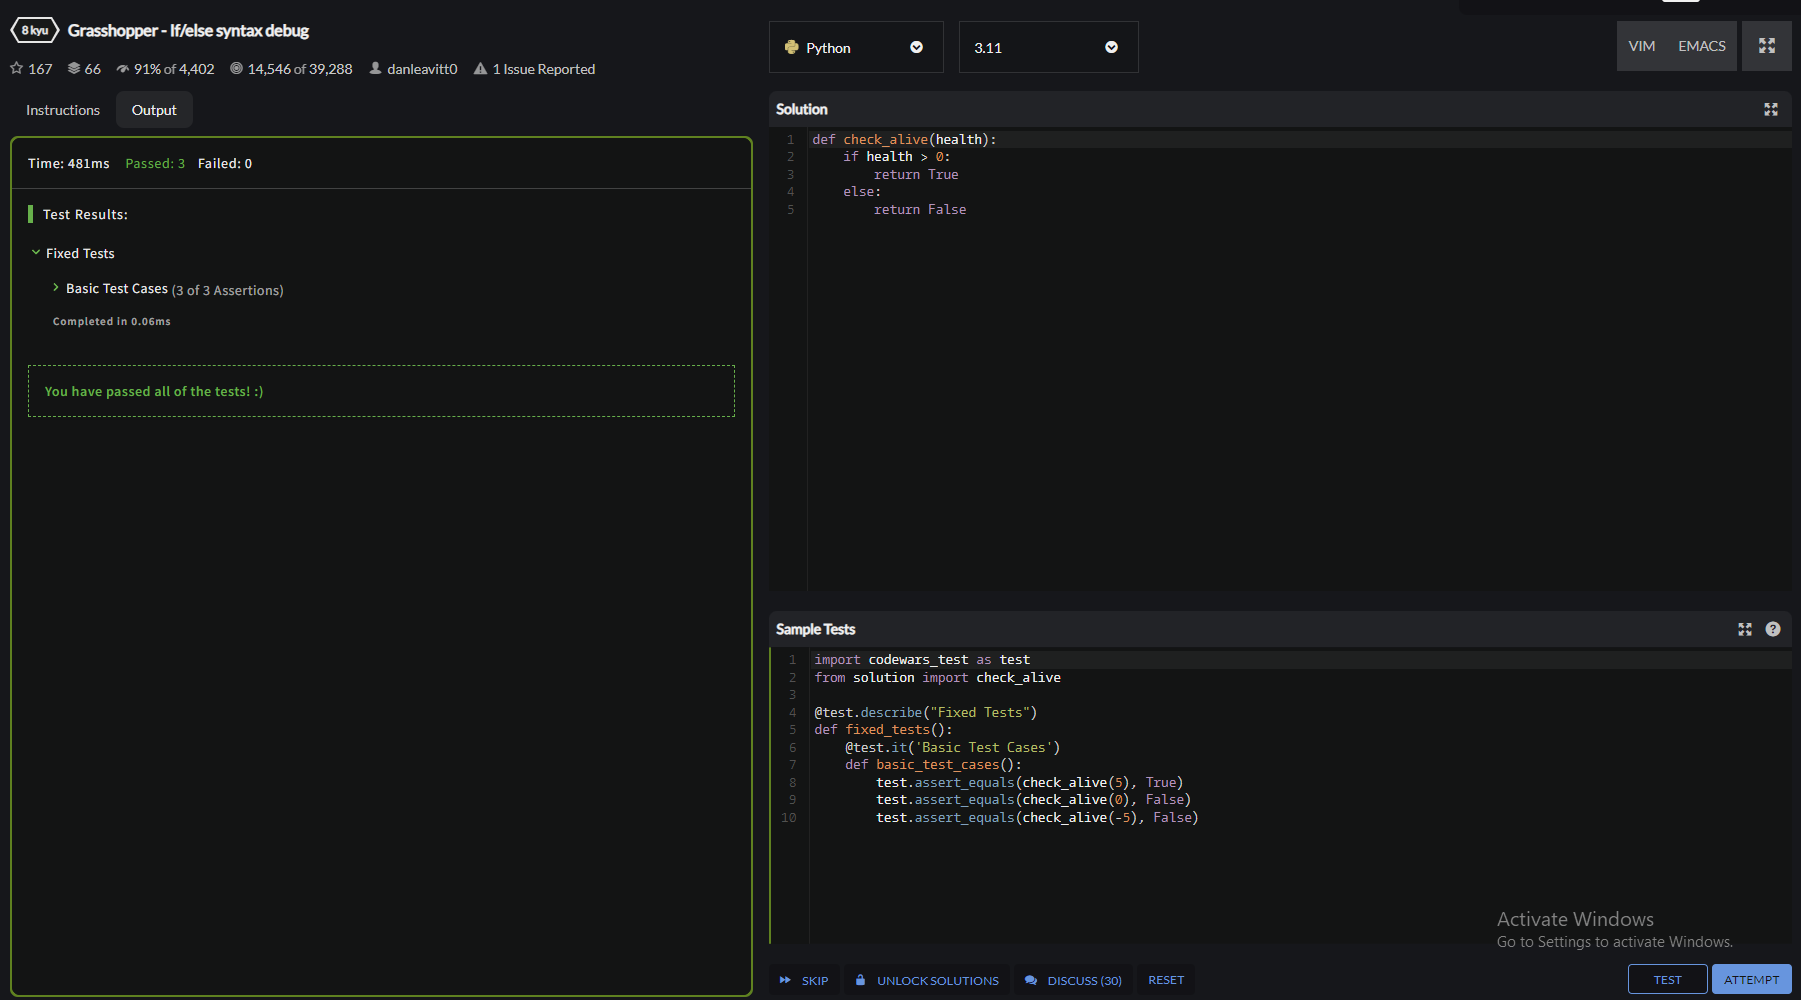 8 kyu Grasshopper - If/else syntax debug
167 66 91% of 4,402 14,546 of 39,288 danleavitt0 1 Issue Reported
Instructions Output
Time: 481ms Passed: 3 Failed: 0
Test Results:
Fixed Tests
Basic Test Cases (3 of 3 Assertions)
Completed in 0.06ms
You have passed all of the tests! :)
Python 3.11 VIM EMACS
Solution
1 def check_alive(health):
2     if health > 0:
3         return True
4     else:
5         return False
Sample Tests
?
1 import codewars_test as test
2 from solution import check_alive
3
4 @test.describe("Fixed Tests")
5 def fixed_tests():
6     @test.it('Basic Test Cases')
7     def basic_test_cases():
8         test.assert_equals(check_alive(5), True)
9         test.assert_equals(check_alive(0), False)
10         test.assert_equals(check_alive(-5), False)
Activate Windows
Go to Settings to activate Windows.
SKIP UNLOCK SOLUTIONS DISCUSS (30) RESET TEST ATTEMPT